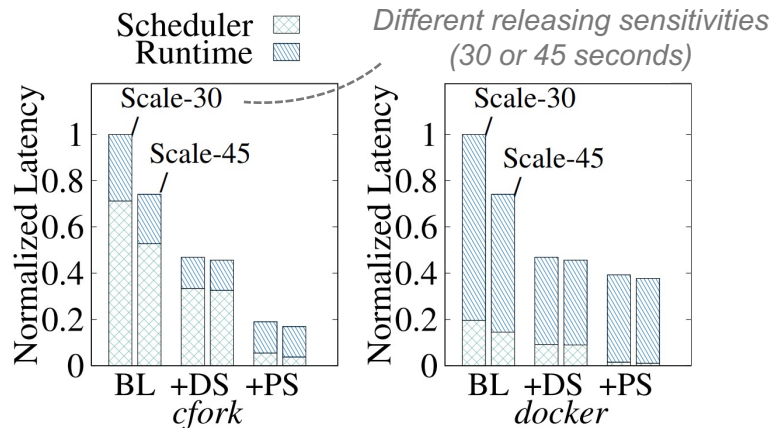 Scheduler
Runtime
Different releasing sensitivities
(30 or 45 seconds)
Normalized Latency
1
0.8
0.6
0.4
0.2
0
Scale-30
Scale-45
BL +DS +PS
cfork
Normalized Latency
1
0.8
0.6
0.4
0.2
0
Scale-30
Scale-45
BL +DS +PS
docker